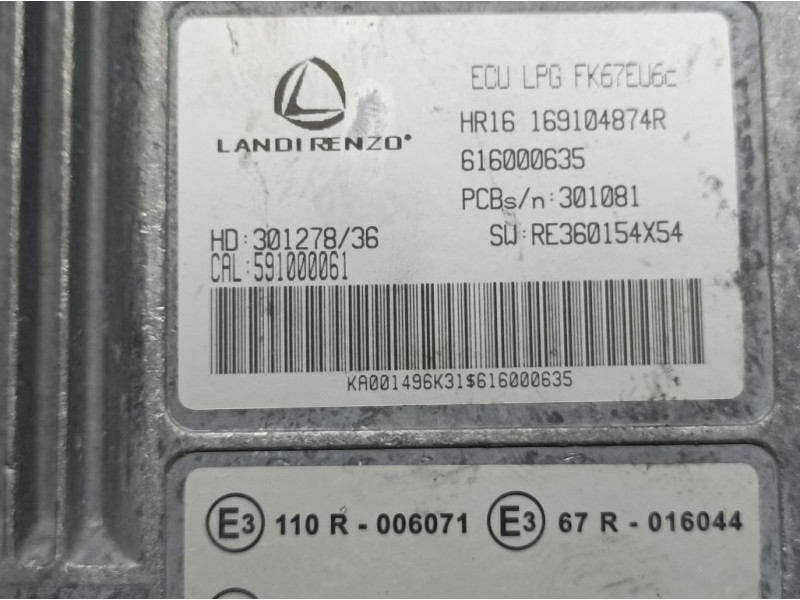 LANDIRENZO®
ECU LPG FK67EU6c
HR16 169104874R
616000635
PCBs/n:301081
HD:301278/36 SW:RE360154X54
CAL:591000061
KA001496K31$616000635
E3 110 R - 006071 E3 67 R - 016044